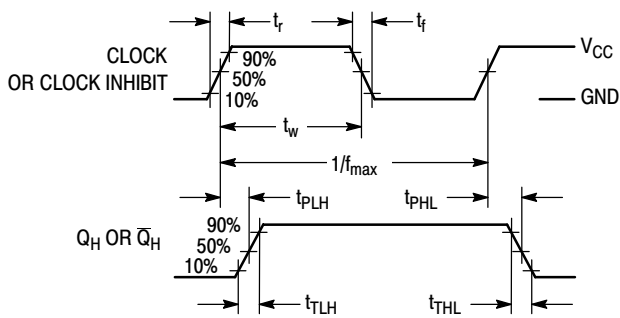 tr
tf
CLOCK
OR CLOCK INHIBIT
90%
50%
10%
VCC
GND
tw
1/fmax
tPLH
tPHL
QH OR Q̅H
90%
50%
10%
tTLH
tTHL